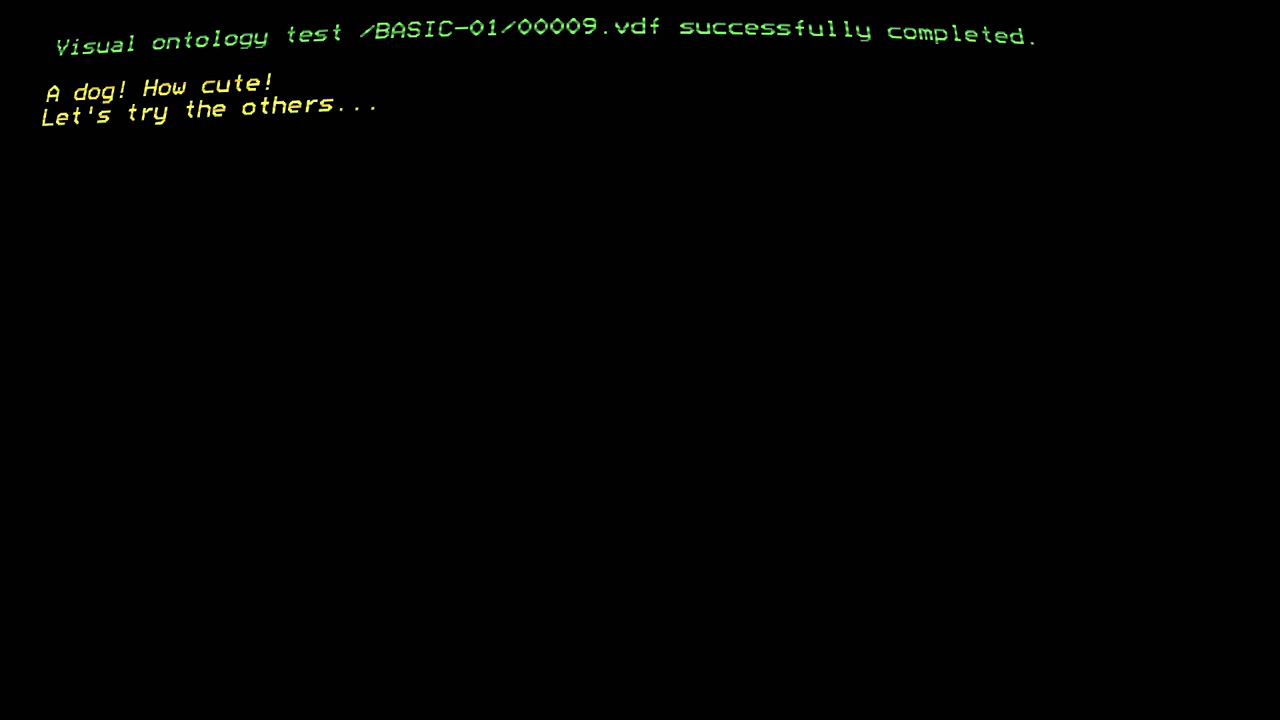 Visual ontology test /BASIC-01/00009.vdf successfully completed.
A dog! How cute!
Let's try the others...